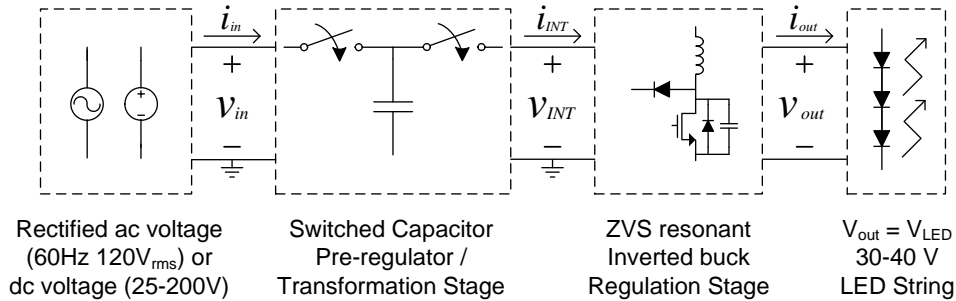 i_in
i_INT
i_out
+
+
+
v_in
v_INT
v_out
−
−
−
Rectified ac voltage
(60Hz 120V_rms) or
dc voltage (25-200V)
Switched Capacitor
Pre-regulator /
Transformation Stage
ZVS resonant
Inverted buck
Regulation Stage
V_out = V_LED
30-40 V
LED String